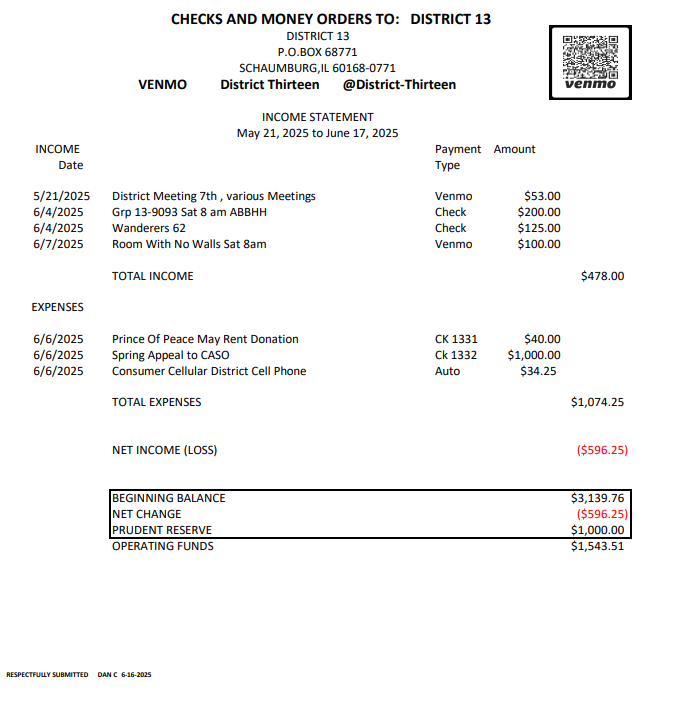 CHECKS AND MONEY ORDERS TO: DISTRICT 13
DISTRICT 13
P.O.BOX 68771
SCHAUMBURG,IL 60168-0771
VENMO District Thirteen @District-Thirteen
venmo
INCOME STATEMENT
May 21, 2025 to June 17, 2025
INCOME Payment Amount
Date Type
5/21/2025 District Meeting 7th , various Meetings Venmo $53.00
6/4/2025 Grp 13-9093 Sat 8 am ABBHH Check $200.00
6/4/2025 Wanderers 62 Check $125.00
6/7/2025 Room With No Walls Sat 8am Venmo $100.00
TOTAL INCOME $478.00
EXPENSES
6/6/2025 Prince Of Peace May Rent Donation CK 1331 $40.00
6/6/2025 Spring Appeal to CASO Ck 1332 $1,000.00
6/6/2025 Consumer Cellular District Cell Phone Auto $34.25
TOTAL EXPENSES $1,074.25
NET INCOME (LOSS) ($596.25)
BEGINNING BALANCE $3,139.76
NET CHANGE ($596.25)
PRUDENT RESERVE $1,000.00
OPERATING FUNDS $1,543.51
RESPECTFULLY SUBMITTED DAN C 6-16-2025